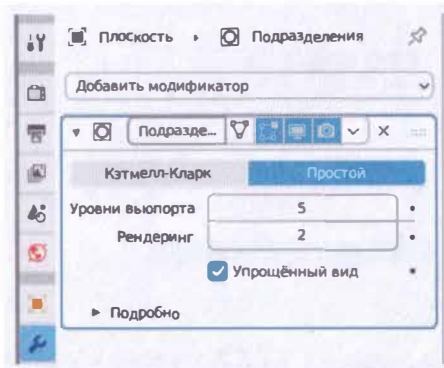 Плоскость ▸ Подразделения
Добавить модификатор
Подразде...
Кэтмелл-Кларк Простой
Уровни вьюпорта 5
Рендеринг 2
Упрощённый вид
Подробно